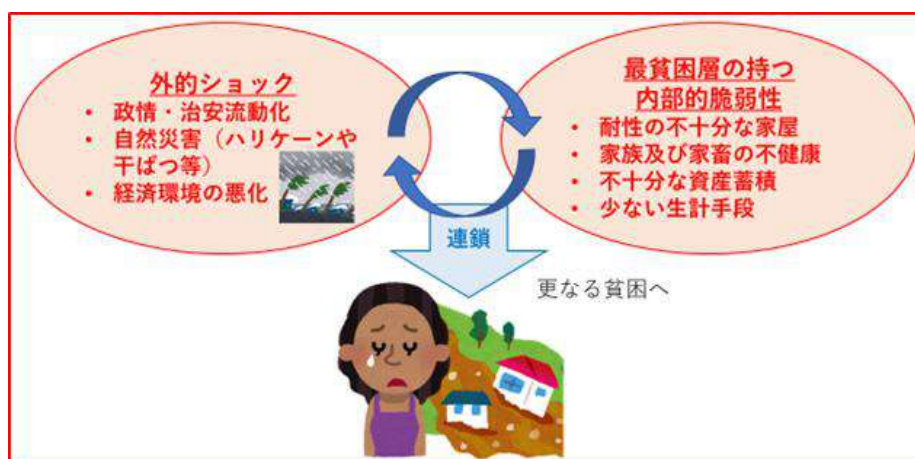 外的ショック
• 政情・治安流動化
• 自然災害（ハリケーンや
干ばつ等）
• 経済環境の悪化
最貧困層の持つ
内部的脆弱性
• 耐性の不十分な家屋
• 家族及び家畜の不健康
• 不十分な資産蓄積
• 少ない生計手段
連鎖
更なる貧困へ